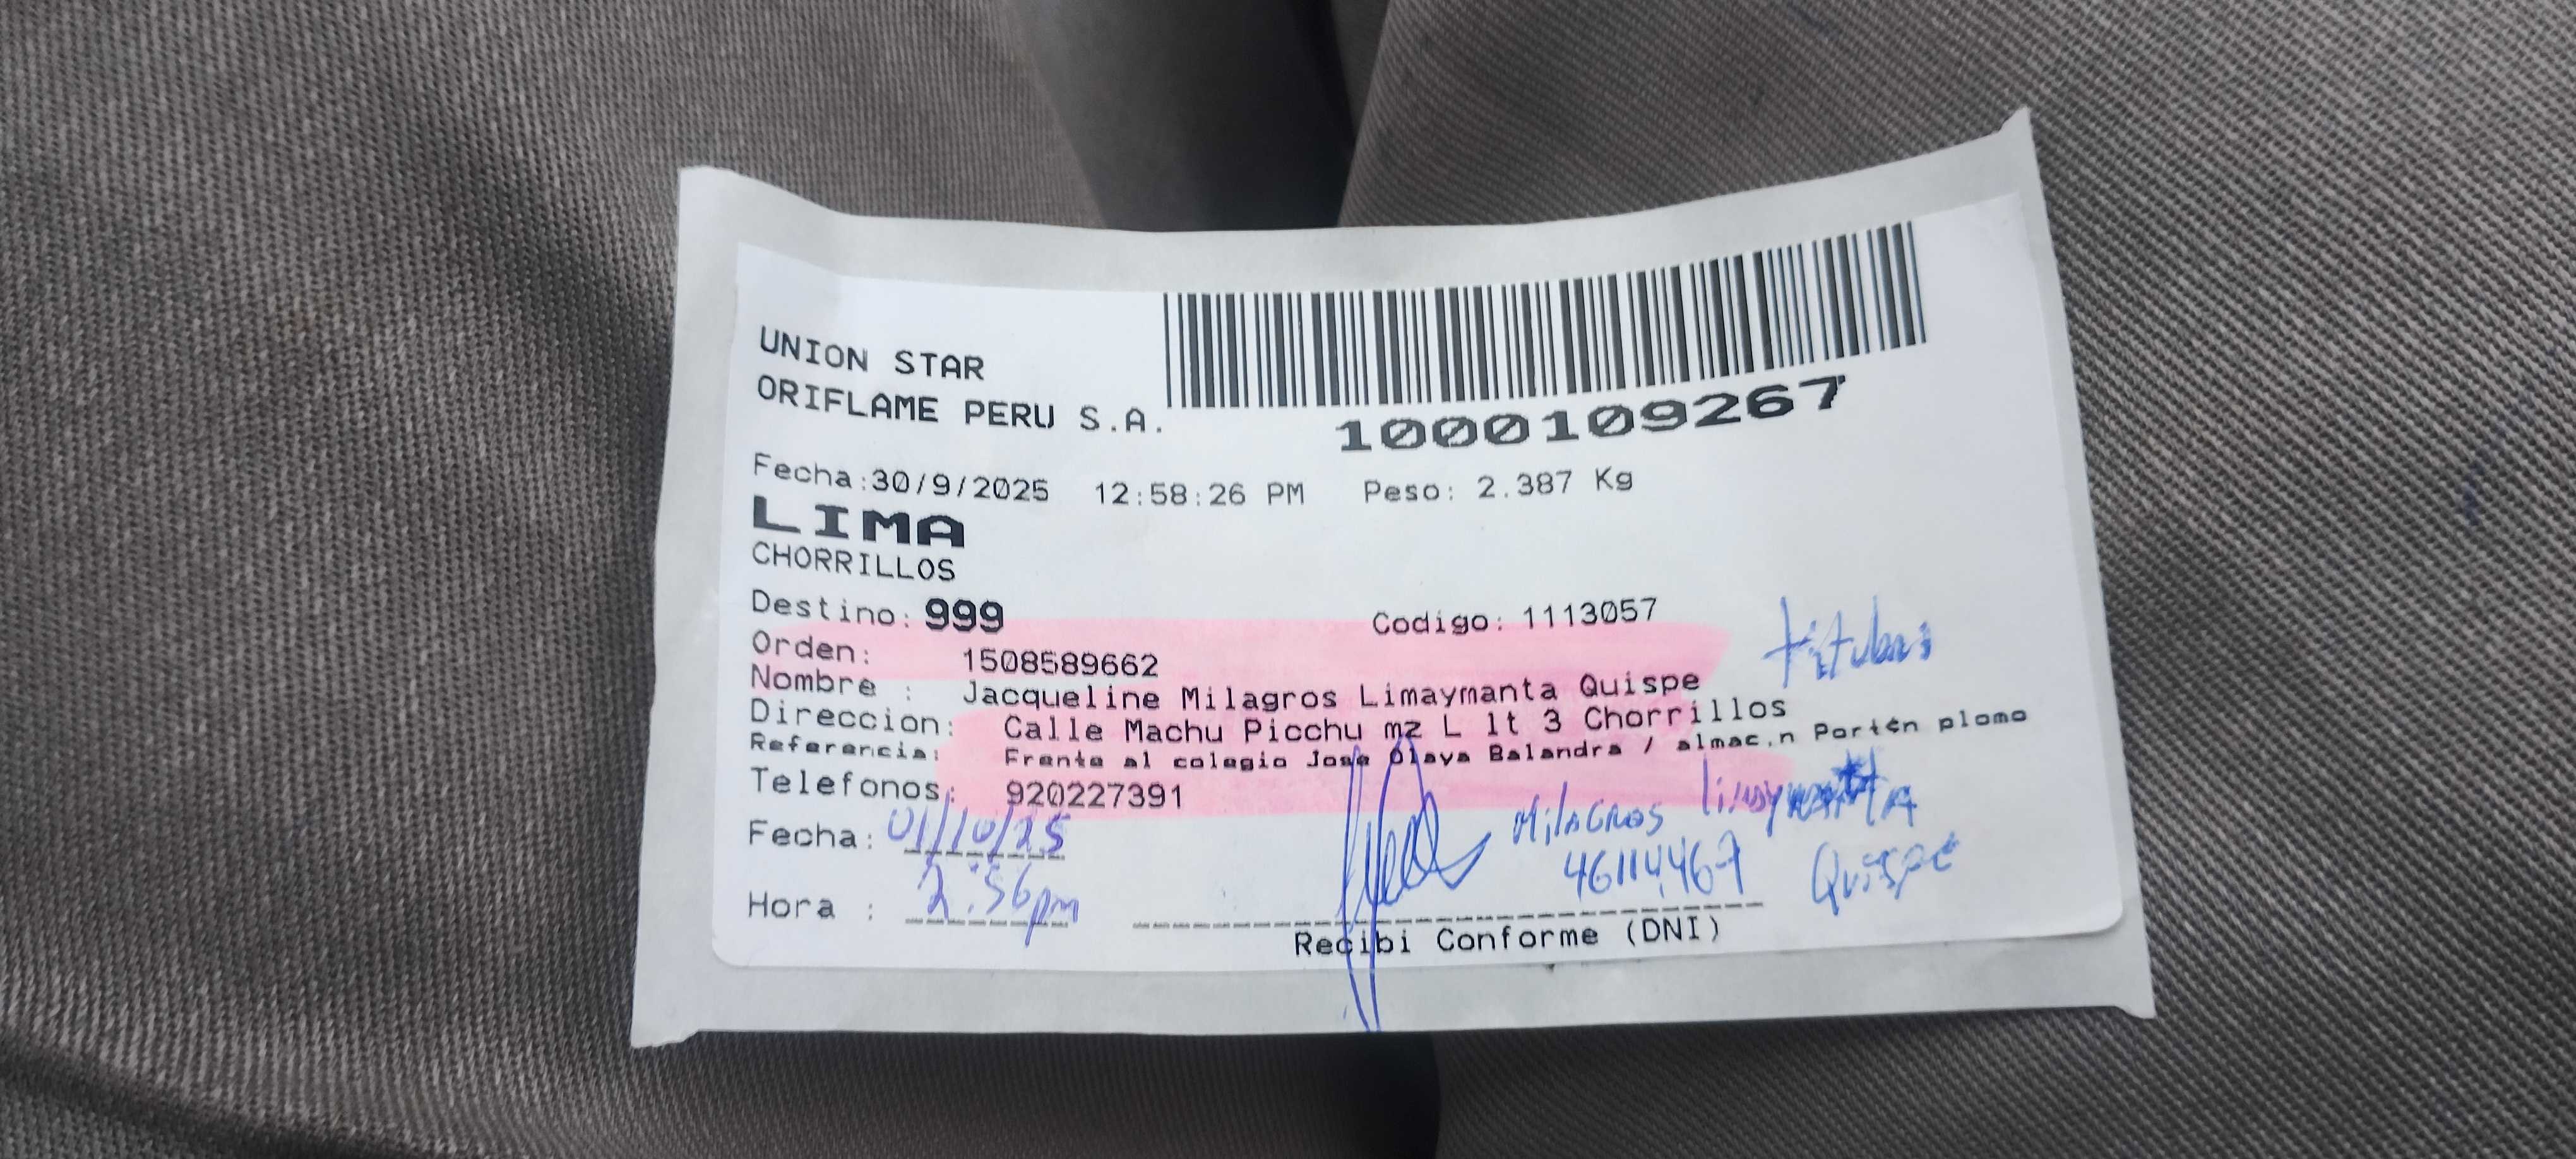 UNION STAR
ORIFLAME PERU S.A.
1000109267
Fecha:30/9/2025 12:58:26 PM Peso: 2.387 Kg
LIMA
CHORRILLOS
Destino: 999 Codigo: 1113057
Orden: 1508589662
Nombre : Jacqueline Milagros Limaymanta Quispe
Direccion: Calle Machu Picchu mz L lt 3 Chorrillos
Referencia: Frente al colegio Jose Olaya Balandra / almac.n Portón plomo
Telefonos: 920227391
Fecha: 01/10/25
Milagros
46114467 Quispe
Hora : 2:56pm
Recibi Conforme (DNI)